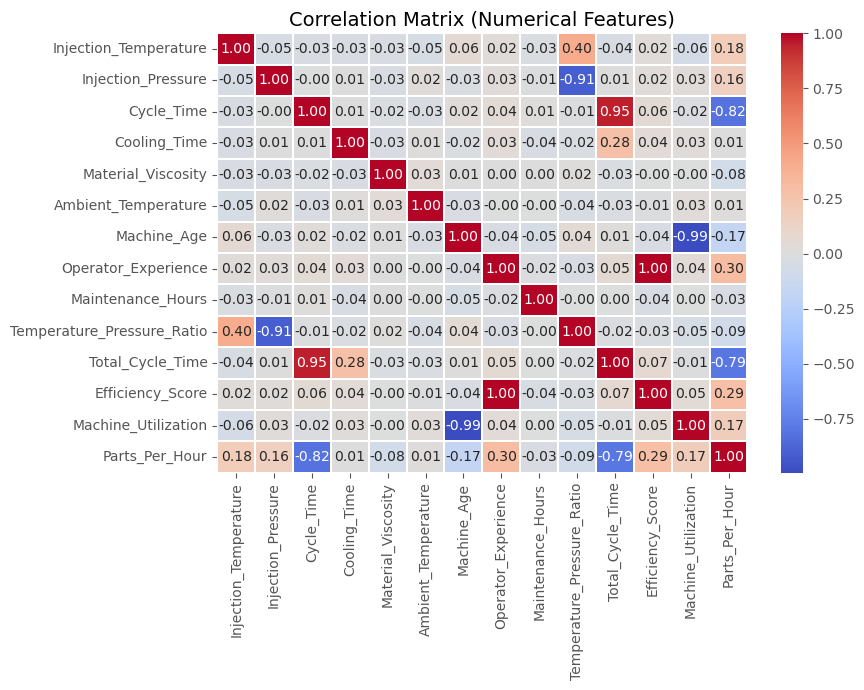 Correlation Matrix (Numerical Features)
Injection_Temperature 1.00 -0.05 -0.03 -0.03 -0.03 -0.05 0.06 0.02 -0.03 0.40 -0.04 0.02 -0.06 0.18
Injection_Pressure -0.05 1.00 -0.00 0.01 -0.03 0.02 -0.03 0.03 -0.01 -0.91 0.01 0.02 0.03 0.16
Cycle_Time -0.03 -0.00 1.00 0.01 -0.02 -0.03 0.02 0.04 0.01 -0.01 0.95 0.06 -0.02 -0.82
Cooling_Time -0.03 0.01 0.01 1.00 -0.03 0.01 -0.02 0.03 -0.04 -0.02 0.28 0.04 0.03 0.01
Material_Viscosity -0.03 -0.03 -0.02 -0.03 1.00 0.03 0.01 0.00 0.00 0.02 -0.03 -0.00 -0.00 -0.08
Ambient_Temperature -0.05 0.02 -0.03 0.01 0.03 1.00 -0.03 -0.00 -0.00 -0.04 -0.03 -0.01 0.03 0.01
Machine_Age 0.06 -0.03 0.02 -0.02 0.01 -0.03 1.00 -0.04 -0.05 0.04 0.01 -0.04 -0.99 -0.17
Operator_Experience 0.02 0.03 0.04 0.03 0.00 -0.00 -0.04 1.00 -0.02 -0.03 0.05 1.00 0.04 0.30
Maintenance_Hours -0.03 -0.01 0.01 -0.04 0.00 -0.00 -0.05 -0.02 1.00 -0.00 0.00 -0.04 0.00 -0.03
Temperature_Pressure_Ratio 0.40 -0.91 -0.01 -0.02 0.02 -0.04 0.04 -0.03 -0.00 1.00 -0.02 -0.03 -0.05 -0.09
Total_Cycle_Time -0.04 0.01 0.95 0.28 -0.03 -0.03 0.01 0.05 0.00 -0.02 1.00 0.07 -0.01 -0.79
Efficiency_Score 0.02 0.02 0.06 0.04 -0.00 -0.01 -0.04 1.00 -0.04 -0.03 0.07 1.00 0.05 0.29
Machine_Utilization -0.06 0.03 -0.02 0.03 -0.00 0.03 -0.99 0.04 0.00 -0.05 -0.01 0.05 1.00 0.17
Parts_Per_Hour 0.18 0.16 -0.82 0.01 -0.08 0.01 -0.17 0.30 -0.03 -0.09 -0.79 0.29 0.17 1.00
Injection_Temperature
Injection_Pressure
Cycle_Time
Cooling_Time
Material_Viscosity
Ambient_Temperature
Machine_Age
Operator_Experience
Maintenance_Hours
Temperature_Pressure_Ratio
Total_Cycle_Time
Efficiency_Score
Machine_Utilization
Parts_Per_Hour
1.00
0.75
0.50
0.25
0.00
-0.25
-0.50
-0.75